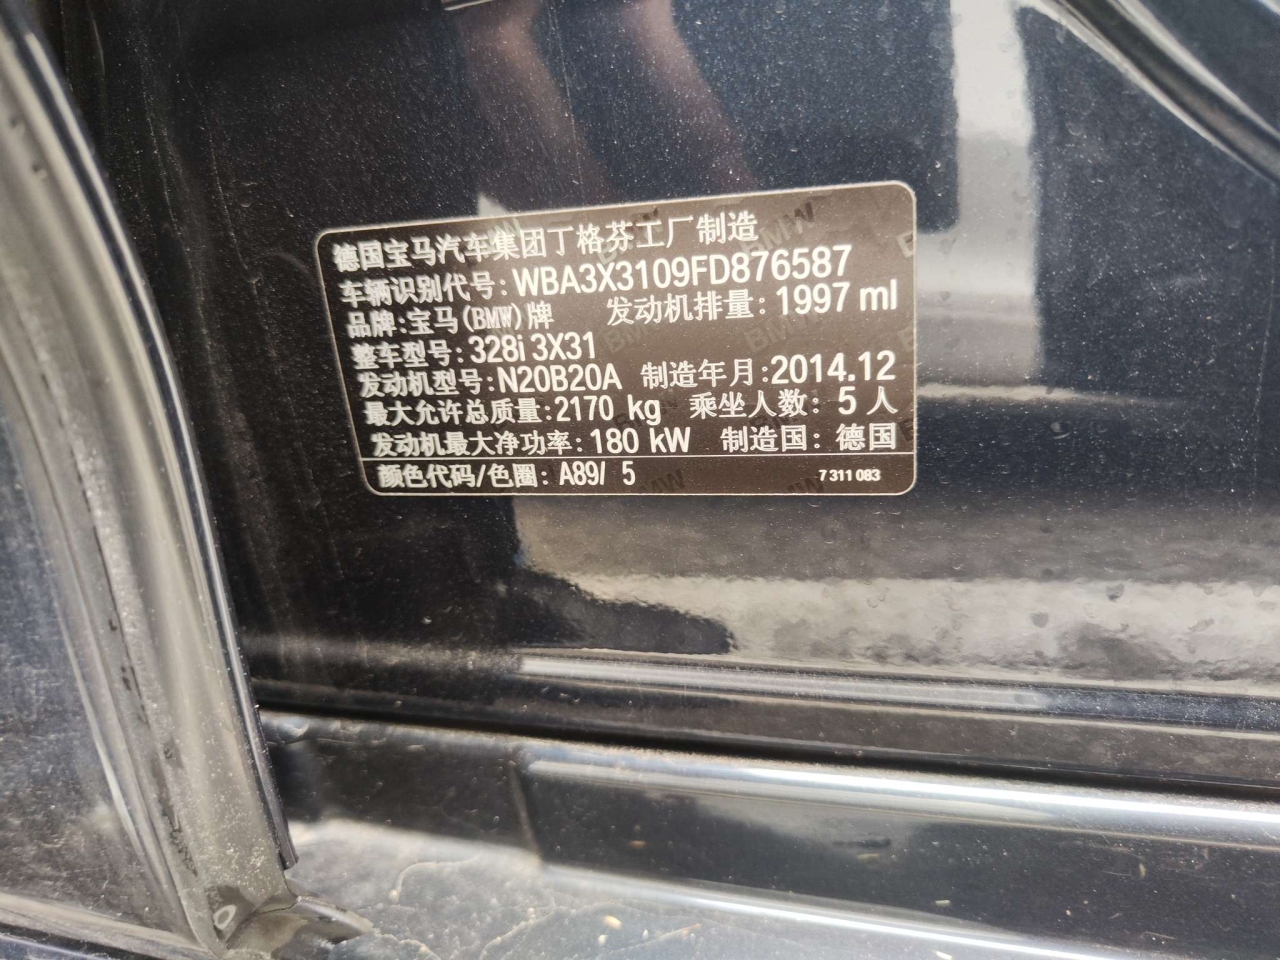 德国宝马汽车集团丁格芬工厂制造
车辆识别代号: WBA3X3109FD876587
品牌: 宝马(BMW)牌 发动机排量: 1997 ml
整车型号: 328i 3X31
发动机型号: N20B20A 制造年月: 2014.12
最大允许总质量: 2170 kg 乘坐人数: 5 人
发动机最大净功率: 180 kW 制造国: 德国
颜色代码/色圈: A89/ 5 7 311 083